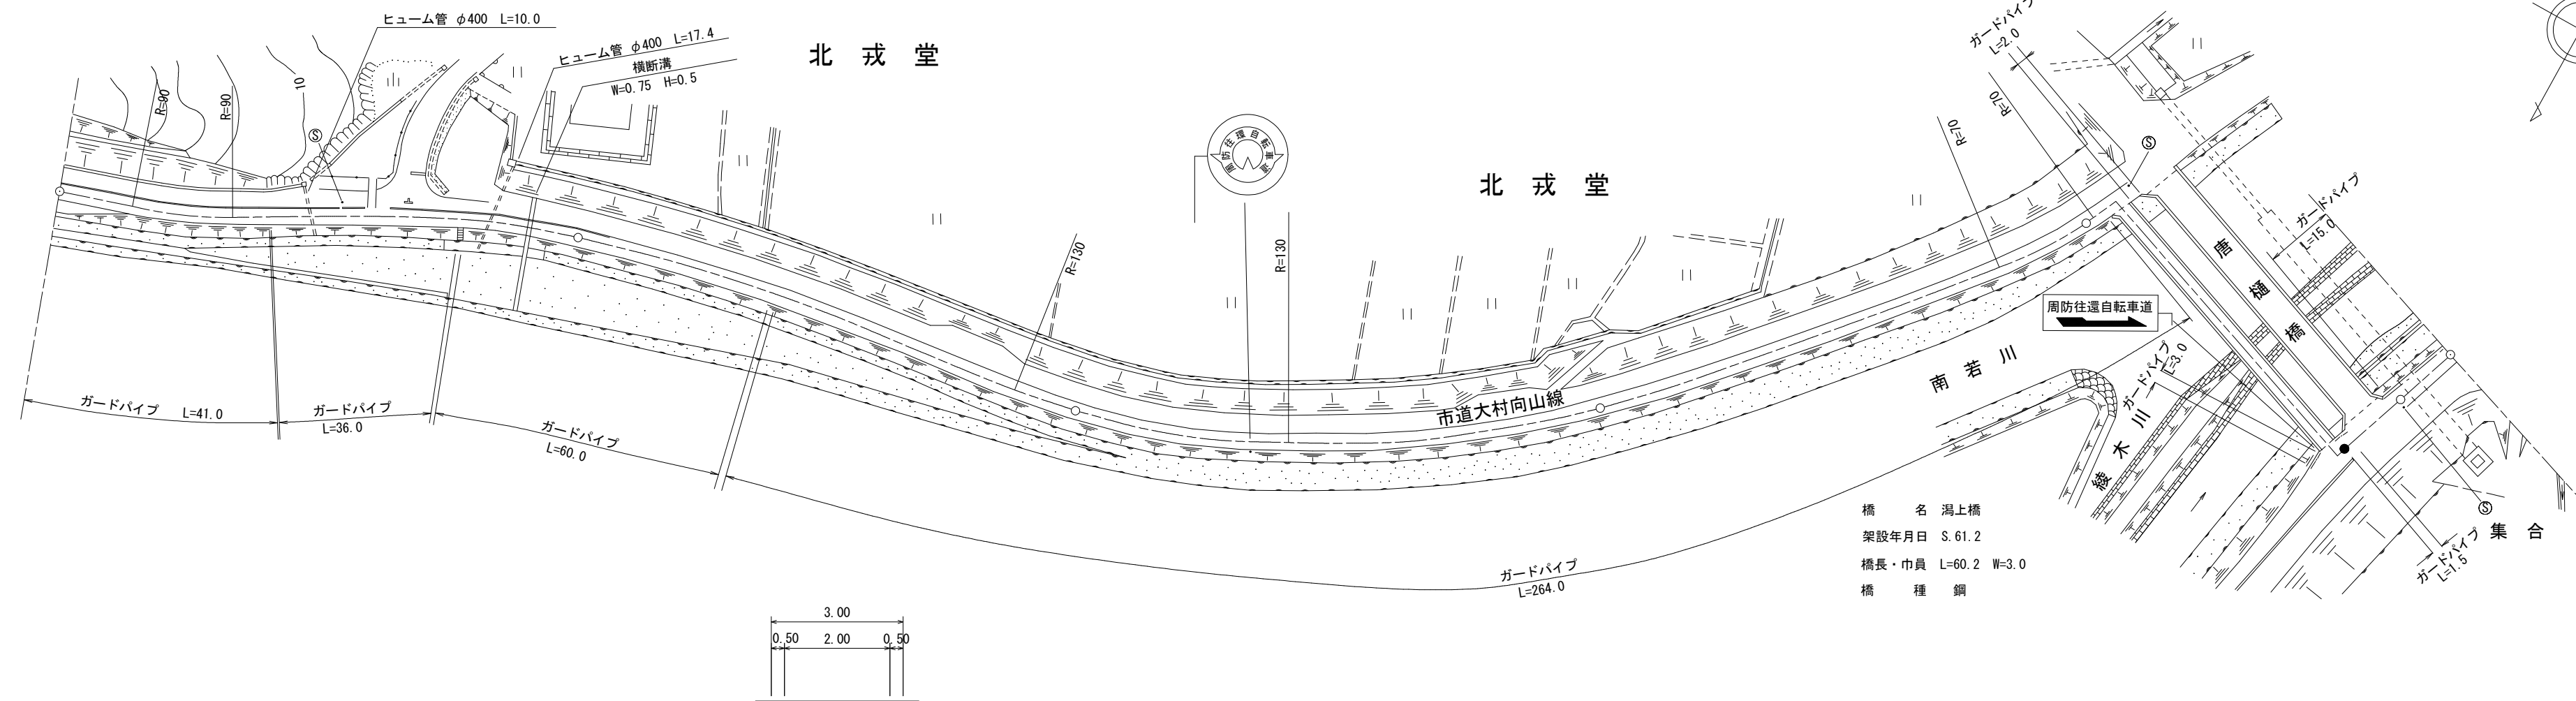 ヒューム管 φ400 L=10.0
ヒューム管 φ400 L=17.4
横断溝
W=0.75 H=0.5
北 戎 堂
ガードパイプ
L=2.0
R=90
R=90
10
Ⓢ
周防往還自転車道
北 戎 堂
R=70
R=70
Ⓢ
ガードパイプ
L=15.0
唐樋橋
R=130
R=130
周防往還自転車道
南若川
ガードパイプ
L=3.0
綾木川
市道大村向山線
ガードパイプ L=41.0
ガードパイプ
L=36.0
ガードパイプ
L=60.0
ガードパイプ
L=264.0
橋 名 潟上橋
架設年月日 S.61.2
橋長・巾員 L=60.2 W=3.0
橋 種 鋼
Ⓢ
集 合
ガードパイプ
L=1.5
3.00
0.50 2.00 0.50